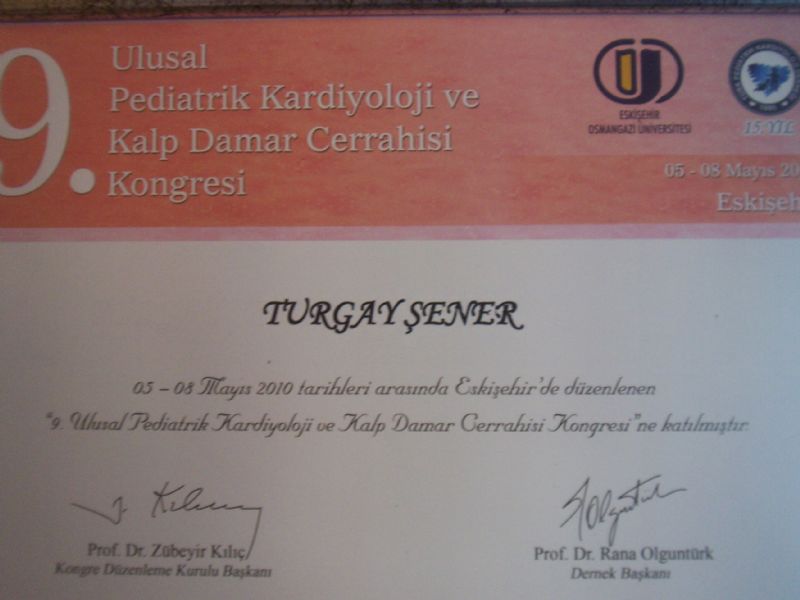 9.
Ulusal
Pediatrik Kardiyoloji ve
Kalp Damar Cerrahisi
Kongresi
ESKİŞEHİR
OSMANGAZİ ÜNİVERSİTESİ
15.YIL
05 - 08 Mayıs 20
Eskişeh
TURGAY ŞENER
05 – 08 Mayıs 2010 tarihleri arasında Eskişehir'de düzenlenen
"9. Ulusal Pediatrik Kardiyoloji ve Kalp Damar Cerrahisi Kongresi"ne katılmıştır.
Prof. Dr. Zübeyir Kılıç
Kongre Düzenleme Kurulu Başkanı
Prof. Dr. Rana Olguntürk
Dernek Başkanı